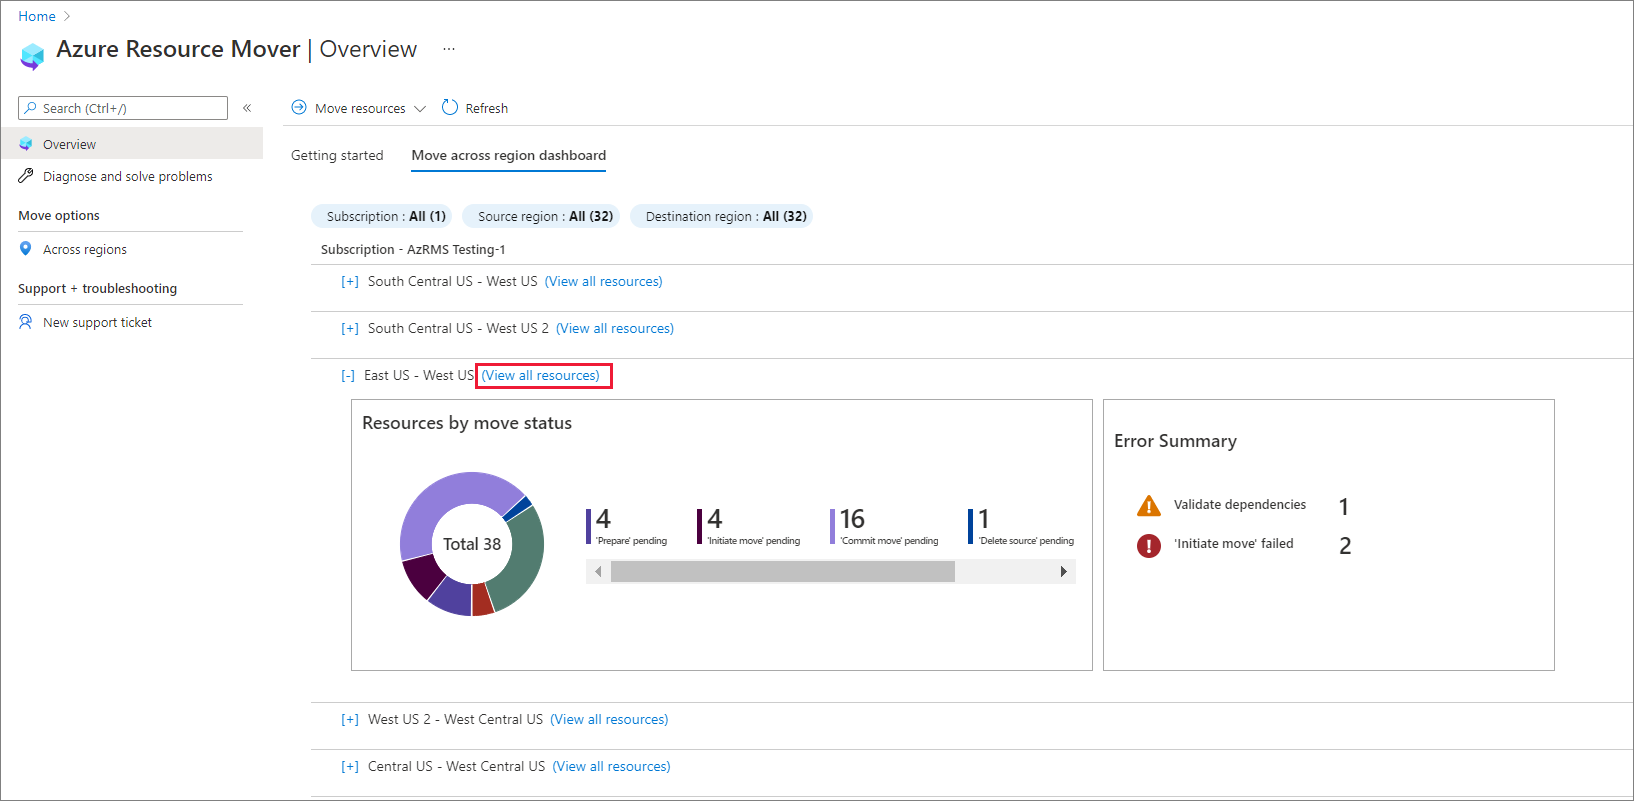 Home >
Azure Resource Mover | Overview ...
Search (Ctrl+/) «
Overview
Diagnose and solve problems
Move options
Across regions
Support + troubleshooting
New support ticket
Move resources Refresh
Getting started Move across region dashboard
Subscription : All (1) Source region : All (32) Destination region : All (32)
Subscription - AzRMS Testing-1
[+] South Central US - West US (View all resources)
[+] South Central US - West US 2 (View all resources)
[-] East US - West US (View all resources)
Resources by move status
Total 38
4
'Prepare' pending
4
'Initiate move' pending
16
'Commit move' pending
1
'Delete source' pending
Error Summary
Validate dependencies 1
'Initiate move' failed 2
[+] West US 2 - West Central US (View all resources)
[+] Central US - West Central US (View all resources)